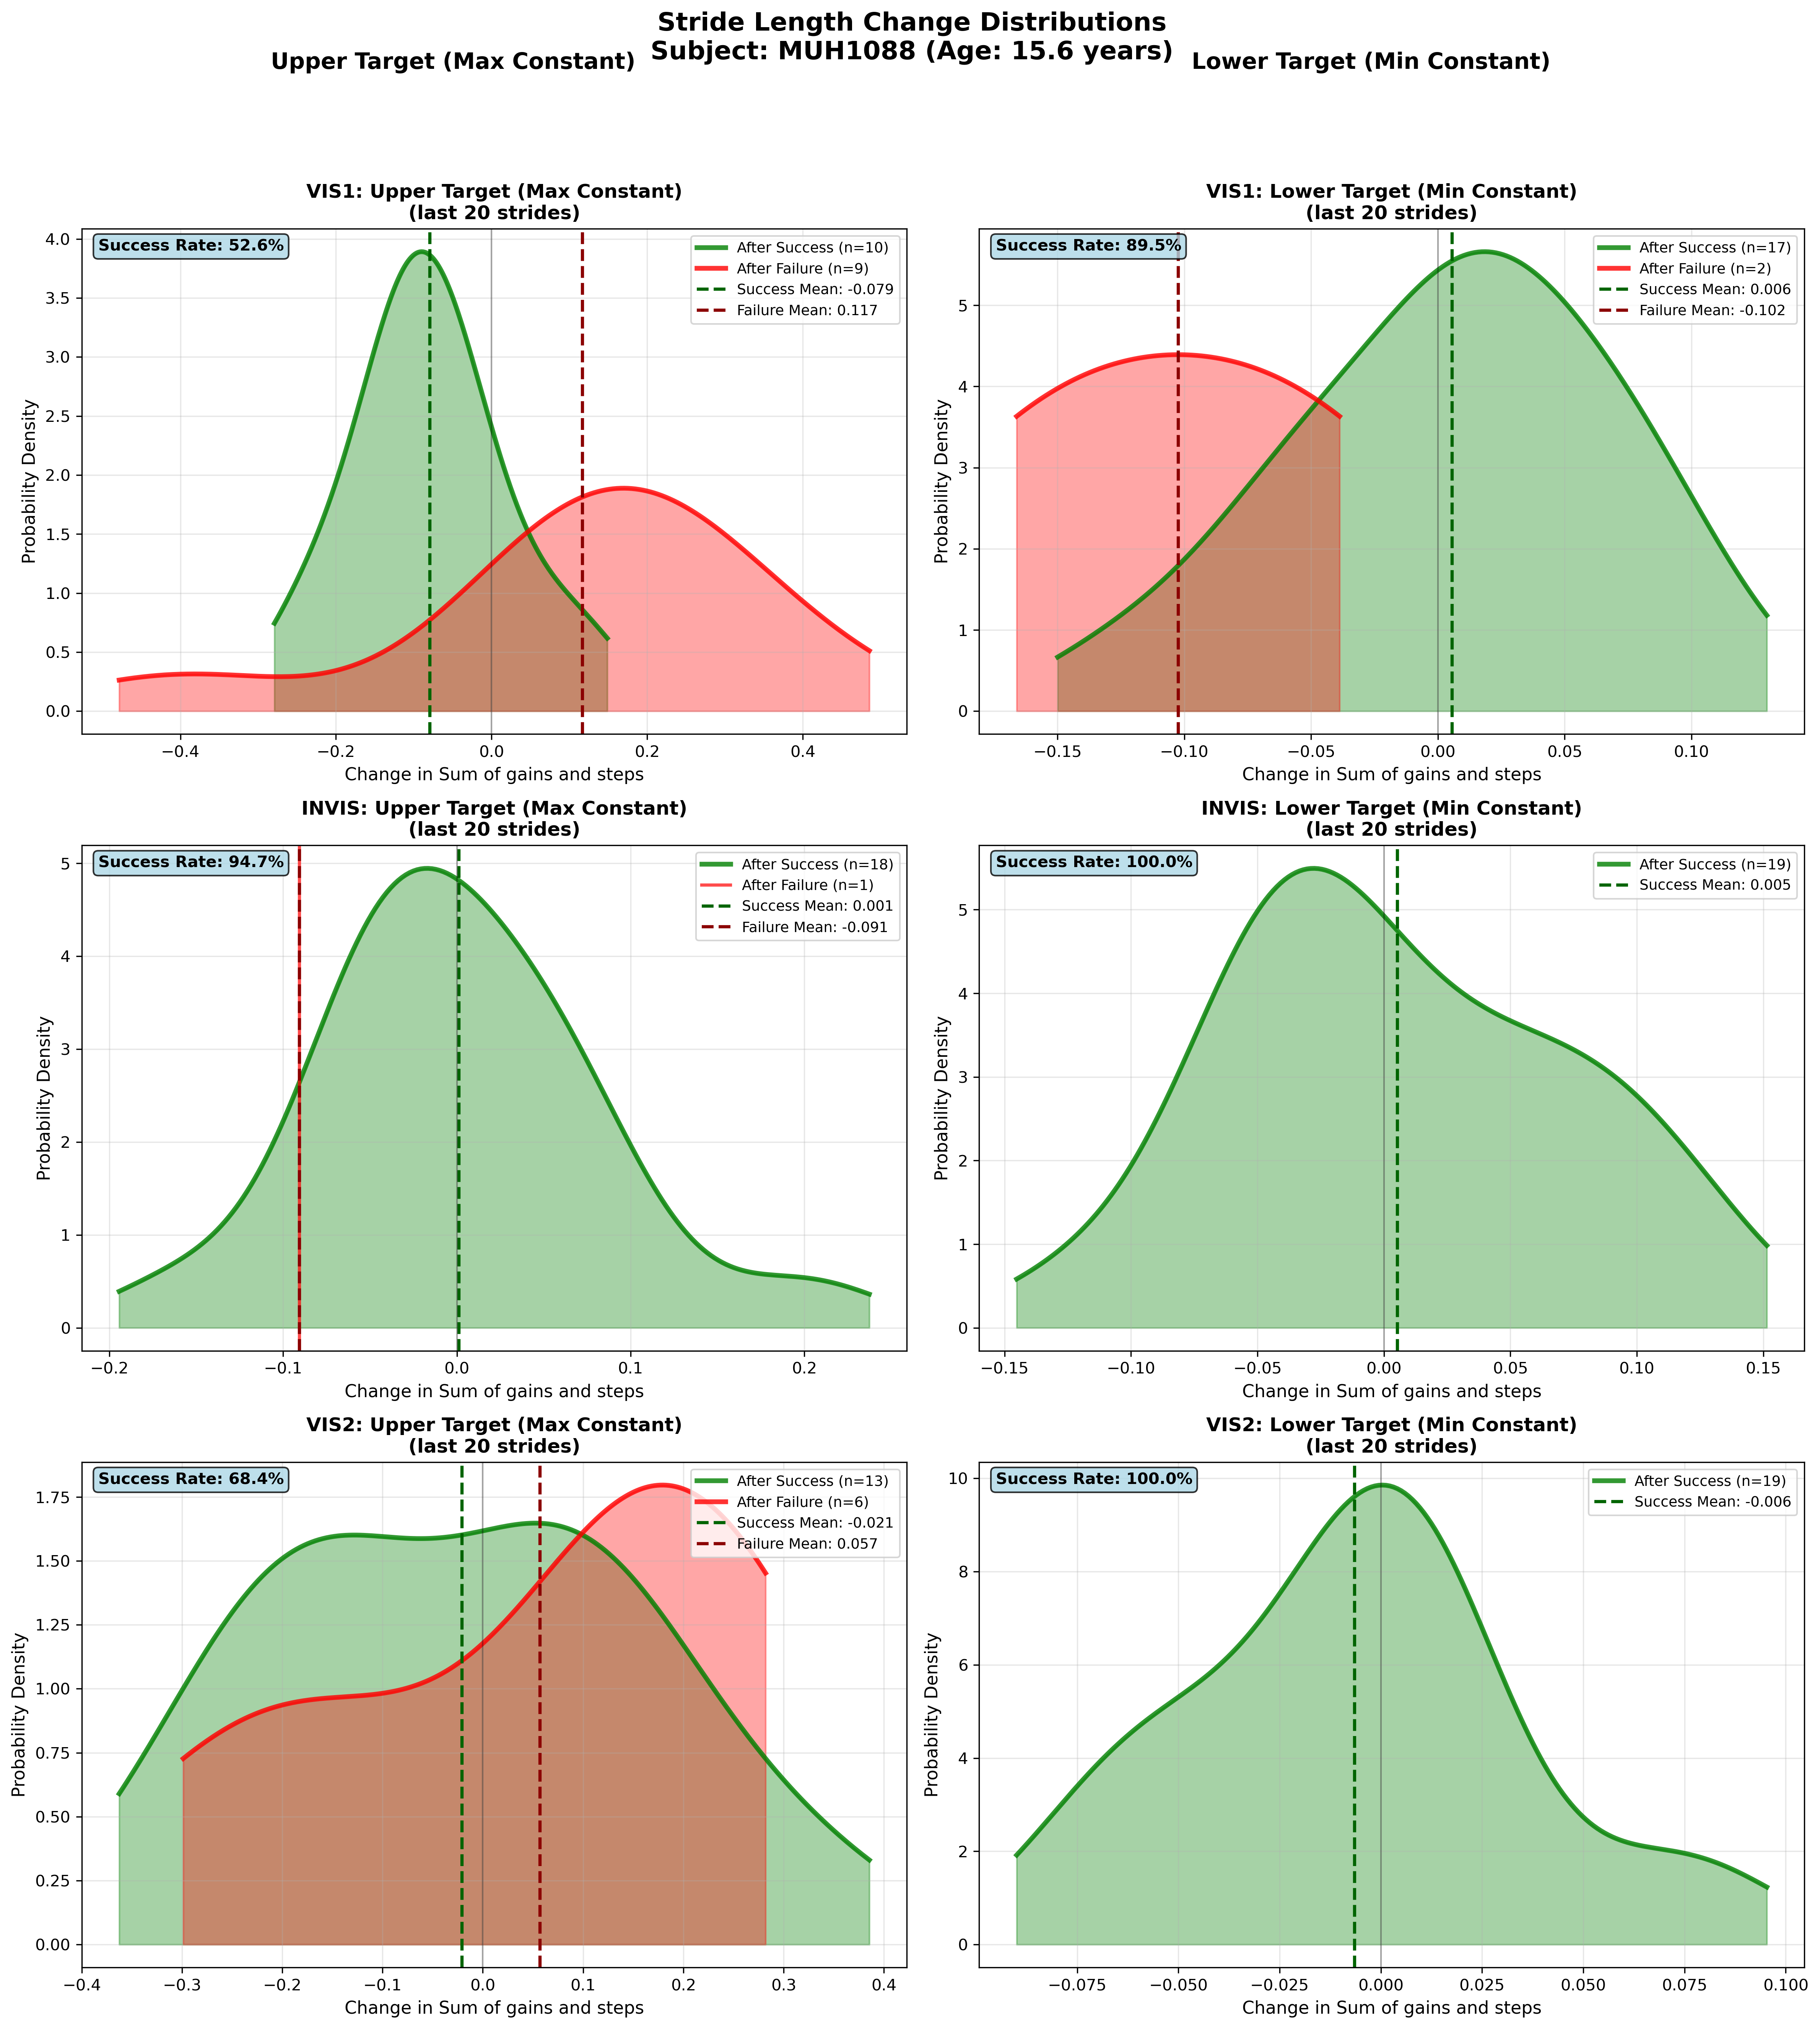 Stride Length Change Distributions
Subject: MUH1088 (Age: 15.6 years)
Upper Target (Max Constant)
Lower Target (Min Constant)
VIS1: Upper Target (Max Constant)
(last 20 strides)
Success Rate: 52.6%
After Success (n=10)
After Failure (n=9)
Success Mean: -0.079
Failure Mean: 0.117
Probability Density
4.0
3.5
3.0
2.5
2.0
1.5
1.0
0.5
0.0
−0.4 −0.2 0.0 0.2 0.4
Change in Sum of gains and steps
VIS1: Lower Target (Min Constant)
(last 20 strides)
Success Rate: 89.5%
After Success (n=17)
After Failure (n=2)
Success Mean: 0.006
Failure Mean: -0.102
Probability Density
5
4
3
2
1
0
−0.15 −0.10 −0.05 0.00 0.05 0.10
Change in Sum of gains and steps
INVIS: Upper Target (Max Constant)
(last 20 strides)
Success Rate: 94.7%
After Success (n=18)
After Failure (n=1)
Success Mean: 0.001
Failure Mean: -0.091
Probability Density
5
4
3
2
1
0
−0.2 −0.1 0.0 0.1 0.2
Change in Sum of gains and steps
INVIS: Lower Target (Min Constant)
(last 20 strides)
Success Rate: 100.0%
After Success (n=19)
Success Mean: 0.005
Probability Density
5
4
3
2
1
0
−0.15 −0.10 −0.05 0.00 0.05 0.10 0.15
Change in Sum of gains and steps
VIS2: Upper Target (Max Constant)
(last 20 strides)
Success Rate: 68.4%
After Success (n=13)
After Failure (n=6)
Success Mean: -0.021
Failure Mean: 0.057
Probability Density
1.75
1.50
1.25
1.00
0.75
0.50
0.25
0.00
−0.4 −0.3 −0.2 −0.1 0.0 0.1 0.2 0.3 0.4
Change in Sum of gains and steps
VIS2: Lower Target (Min Constant)
(last 20 strides)
Success Rate: 100.0%
After Success (n=19)
Success Mean: -0.006
Probability Density
10
8
6
4
2
0
−0.075 −0.050 −0.025 0.000 0.025 0.050 0.075 0.100
Change in Sum of gains and steps